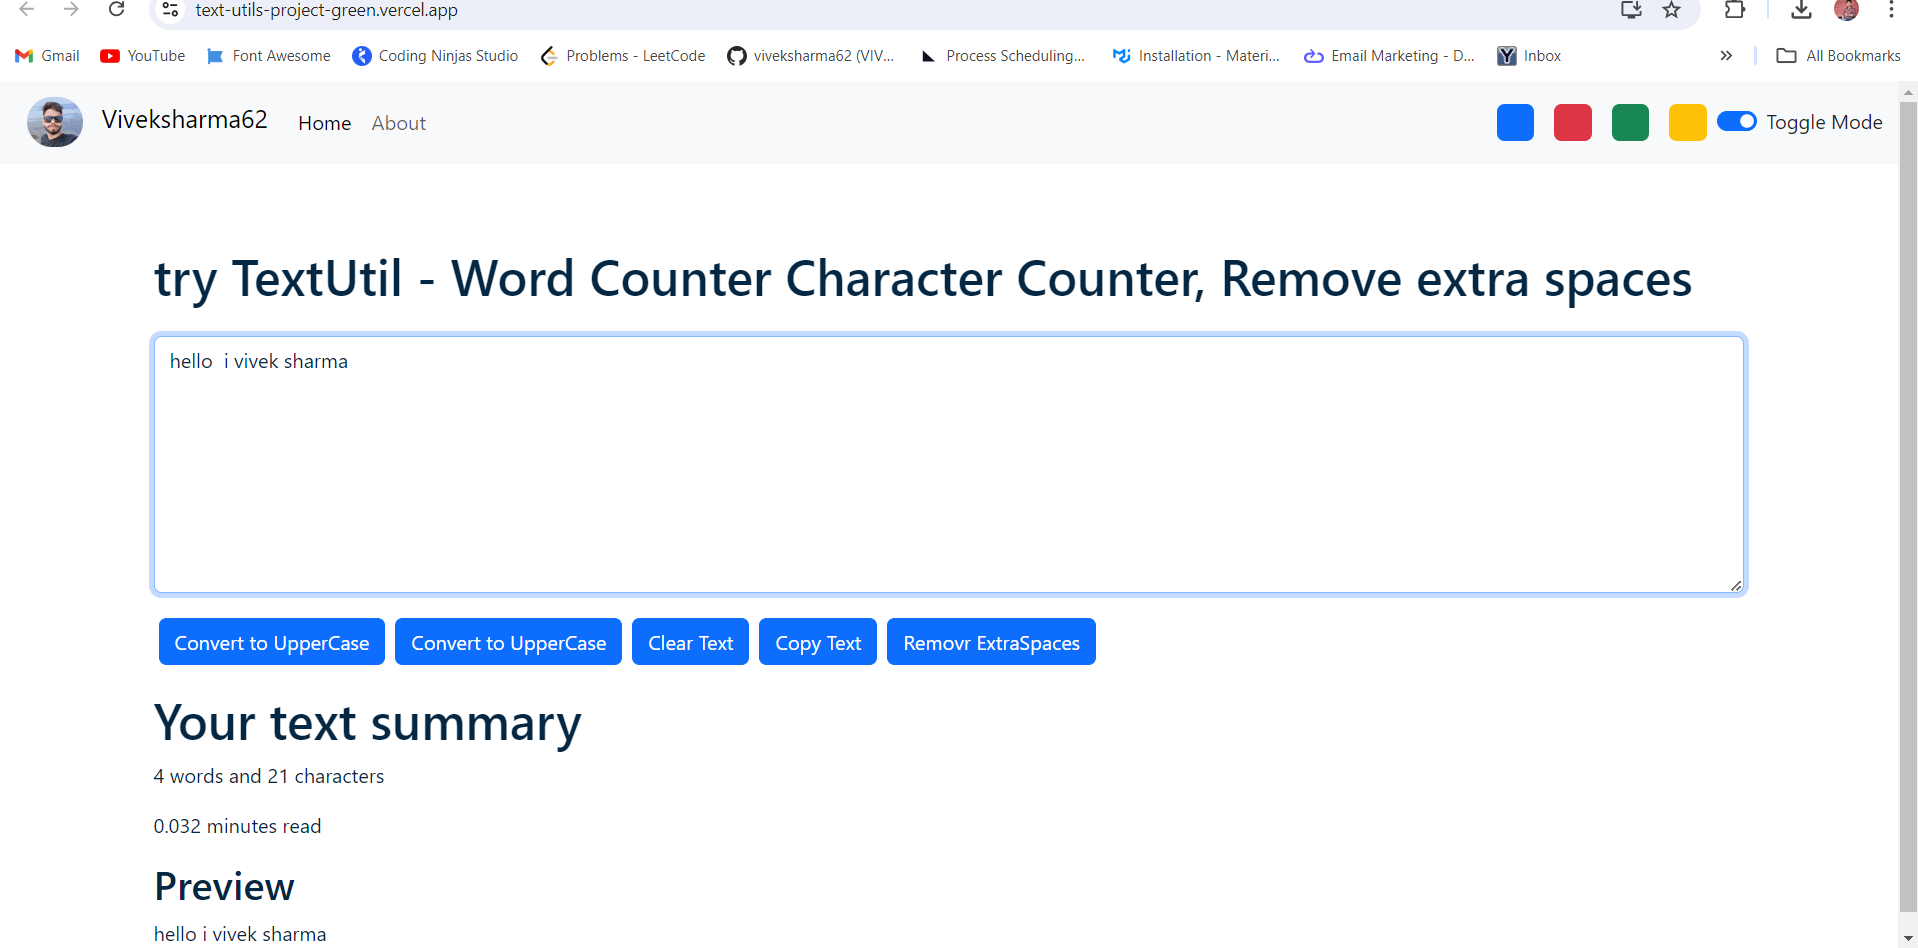 text-utils-project-green.vercel.app
Gmail YouTube Font Awesome Coding Ninjas Studio Problems - LeetCode viveksharma62 (VIV... Process Scheduling... Installation - Materi... Email Marketing - D... Inbox » All Bookmarks
Viveksharma62 Home About Toggle Mode
try TextUtil - Word Counter Character Counter, Remove extra spaces
hello  i vivek sharma
Convert to UpperCase Convert to UpperCase Clear Text Copy Text Removr ExtraSpaces
Your text summary
4 words and 21 characters
0.032 minutes read
Preview
hello i vivek sharma